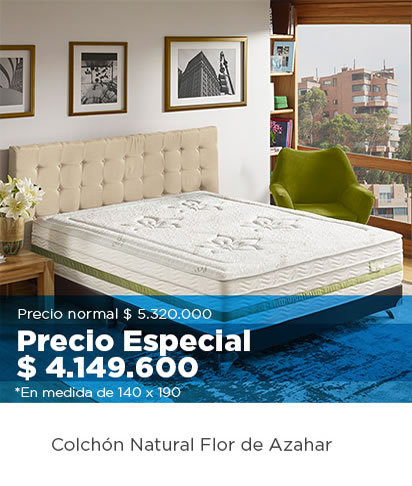 Precio normal $ 5.320.000
Precio Especial
$ 4.149.600
*En medida de 140 x 190
Colchón Natural Flor de Azahar